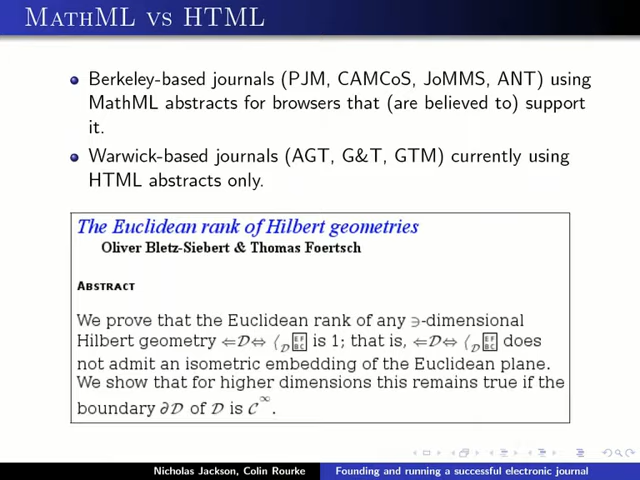 MathML vs HTML
Berkeley-based journals (PJM, CAMCoS, JoMMS, ANT) using
MathML abstracts for browsers that (are believed to) support
it.
Warwick-based journals (AGT, G&T, GTM) currently using
HTML abstracts only.
The Euclidean rank of Hilbert geometries
Oliver Bletz-Siebert & Thomas Foertsch
Abstract
We prove that the Euclidean rank of any ∋-dimensional
Hilbert geometry ⇐𝒟⇔ 〈𝒟 EF BC is 1; that is, ⇐𝒟⇔ 〈𝒟 EF BC does
not admit an isometric embedding of the Euclidean plane.
We show that for higher dimensions this remains true if the
boundary ∂𝒟 of 𝒟 is 𝒞^∞.
Nicholas Jackson, Colin Rourke Founding and running a successful electronic journal